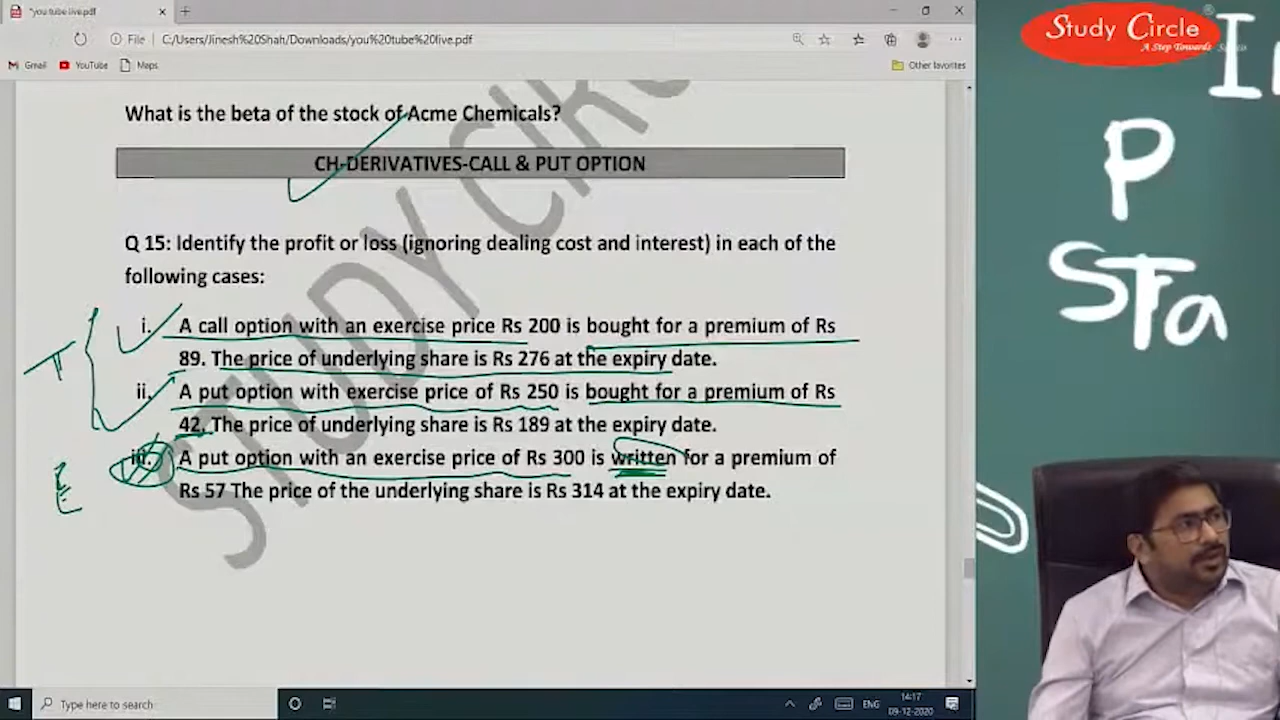 *you tube live.pdf
File C:/Users/Jinesh%20Shah/Downloads/you%20tube%20live.pdf
Gmail YouTube Maps Other favorites
What is the beta of the stock of Acme Chemicals?
CH-DERIVATIVES-CALL & PUT OPTION
Q 15: Identify the profit or loss (ignoring dealing cost and interest) in each of the
following cases:
i. A call option with an exercise price Rs 200 is bought for a premium of Rs
89. The price of underlying share is Rs 276 at the expiry date.
ii. A put option with exercise price of Rs 250 is bought for a premium of Rs
42. The price of underlying share is Rs 189 at the expiry date.
iii. A put option with an exercise price of Rs 300 is written for a premium of
Rs 57 The price of the underlying share is Rs 314 at the expiry date.
T
E
STUDY CIRC
Type here to search
ENG
14:17
09-12-2020
Study Circle
A Step Towards
P